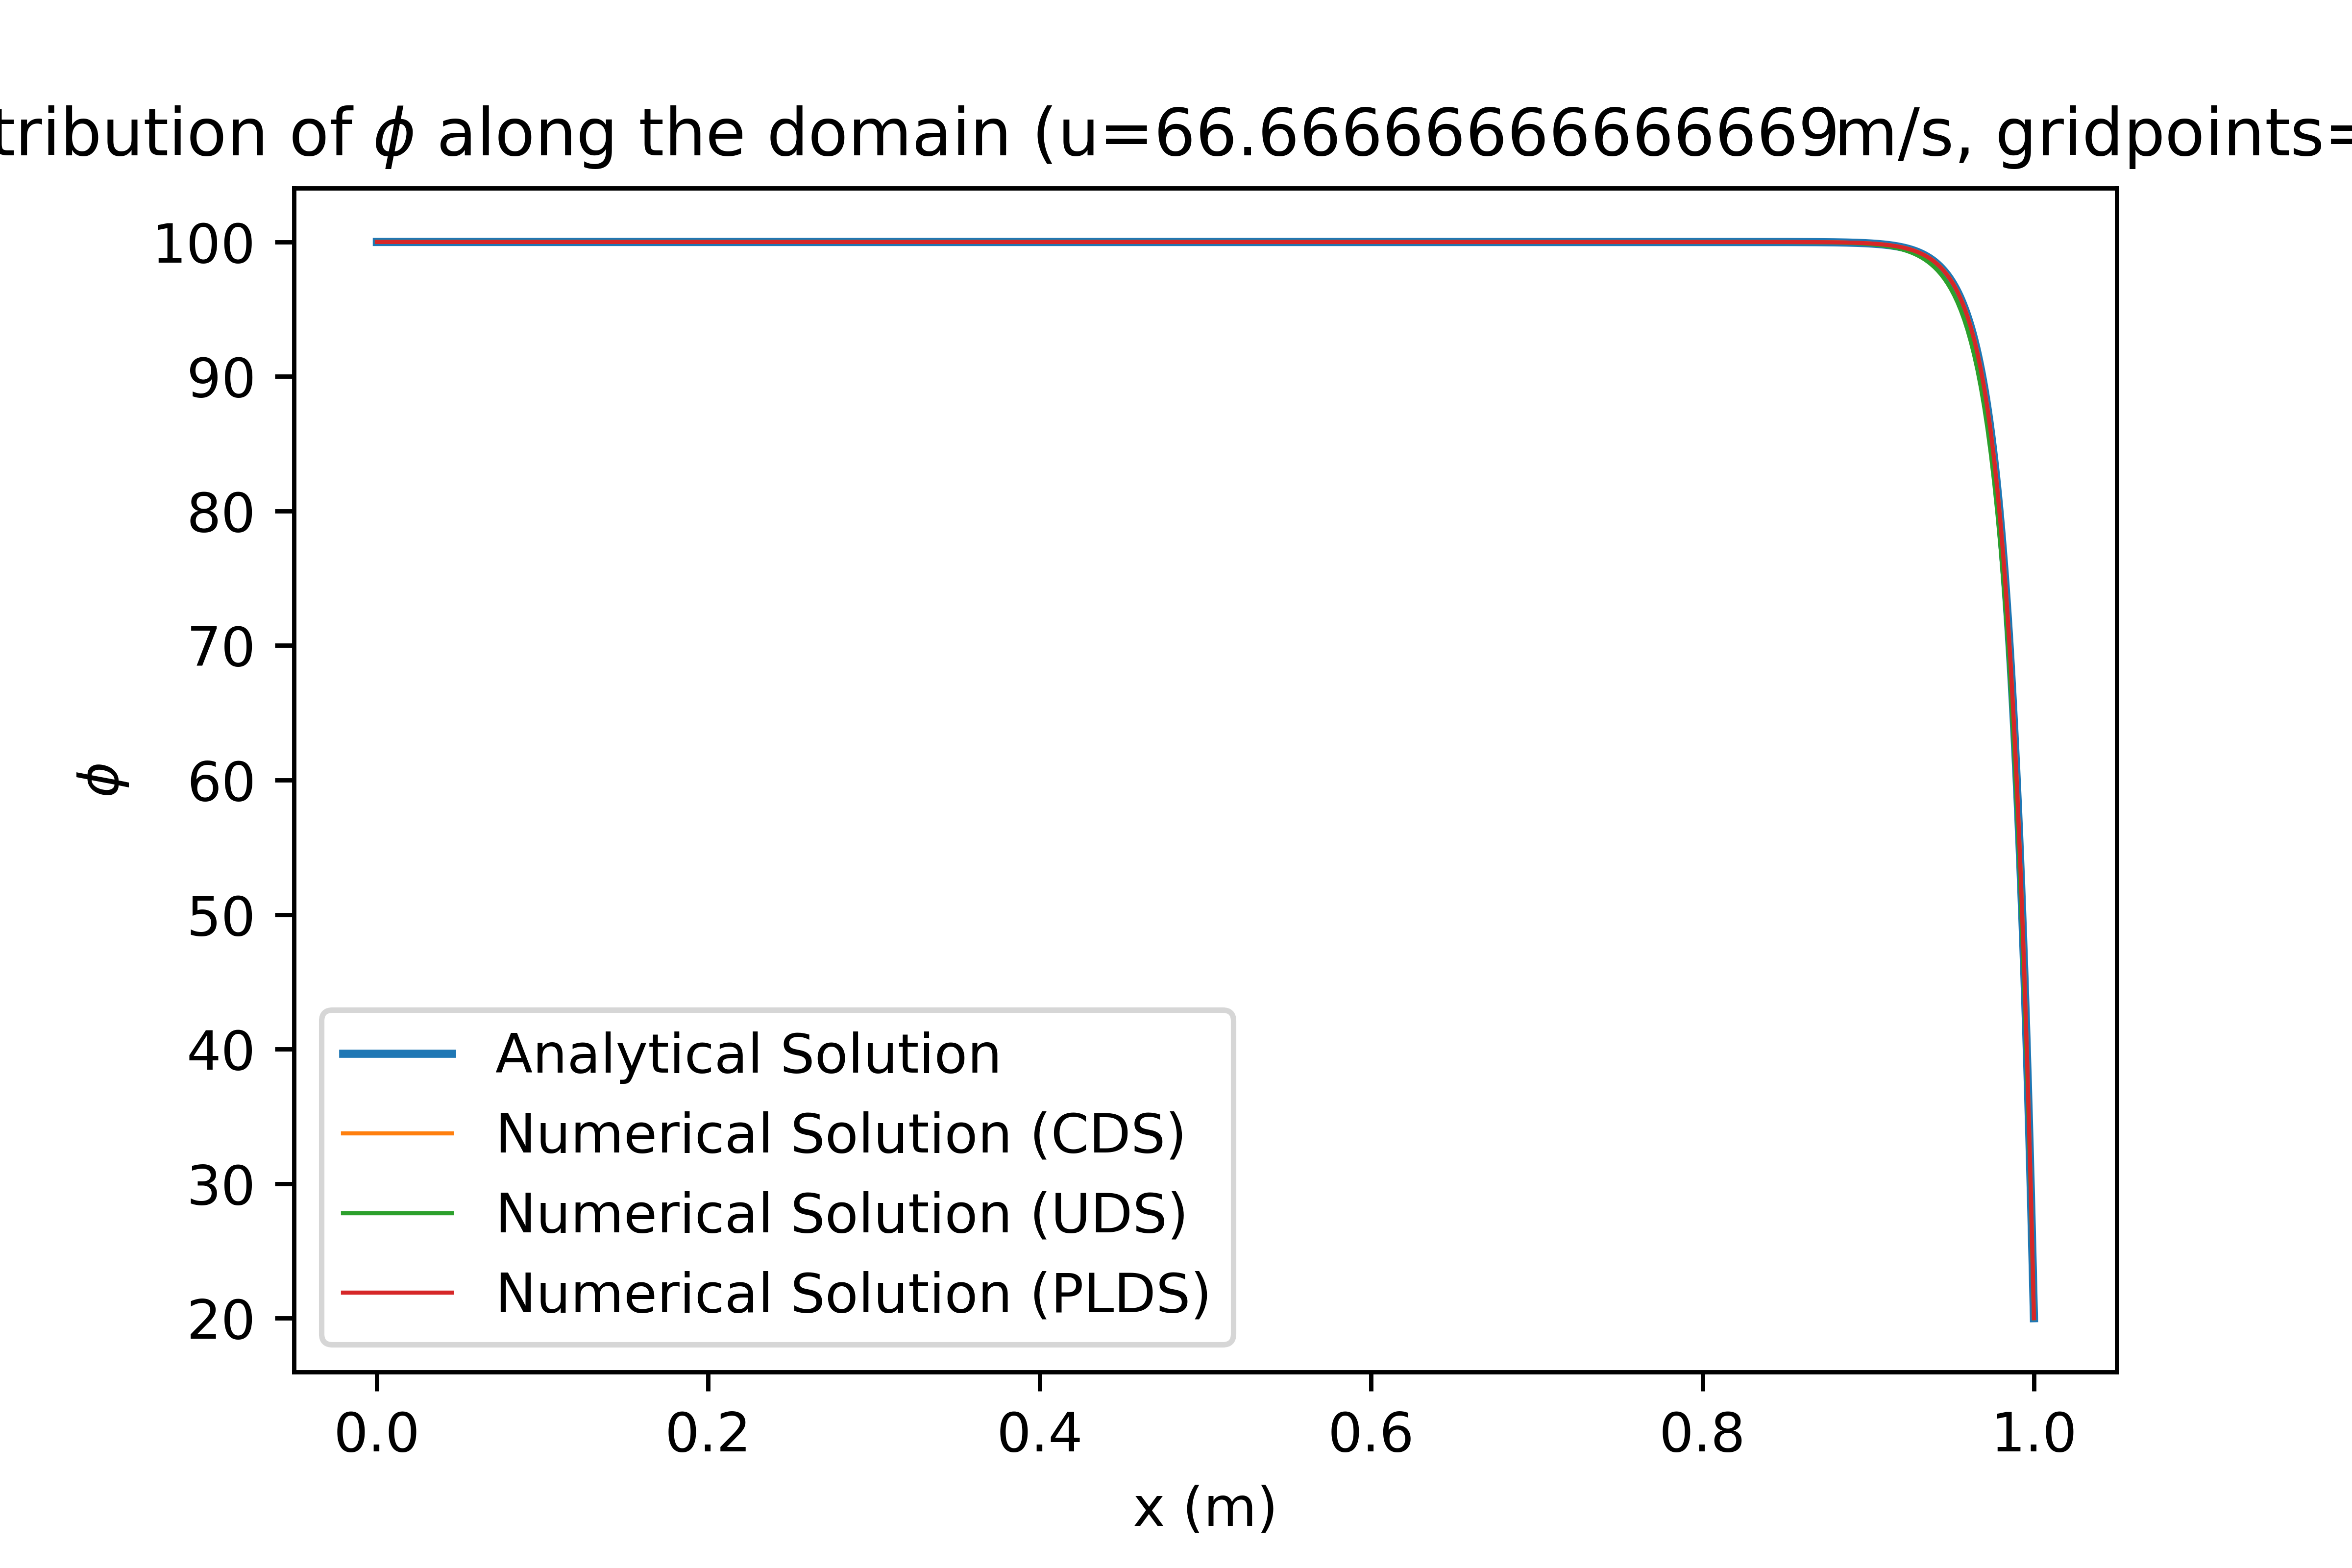 tribution of ϕ along the domain (u=66.66666666666669m/s, gridpoints=
100
90
80
70
60
50
40
30
20
ϕ
Analytical Solution
Numerical Solution (CDS)
Numerical Solution (UDS)
Numerical Solution (PLDS)
0.0 0.2 0.4 0.6 0.8 1.0
x (m)